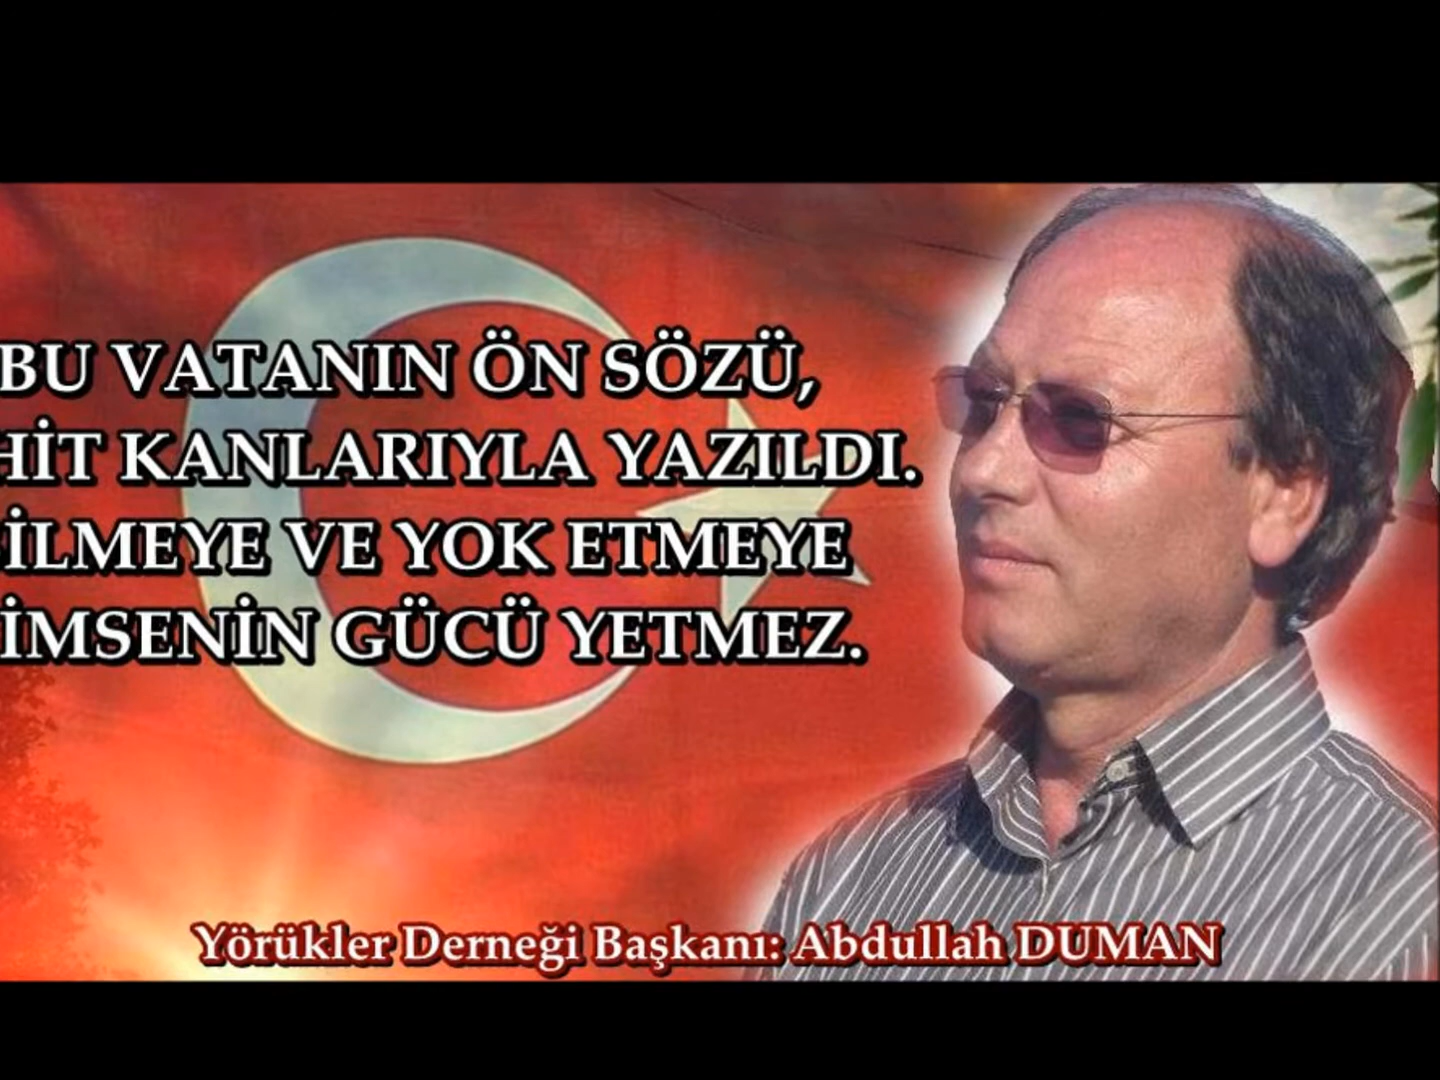 BU VATANIN ÖN SÖZÜ,
HİT KANLARIYLA YAZILDI.
İLMEYE VE YOK ETMEYE
İMSENİN GÜCÜ YETMEZ.
Yörükler Derneği Başkanı: Abdullah DUMAN